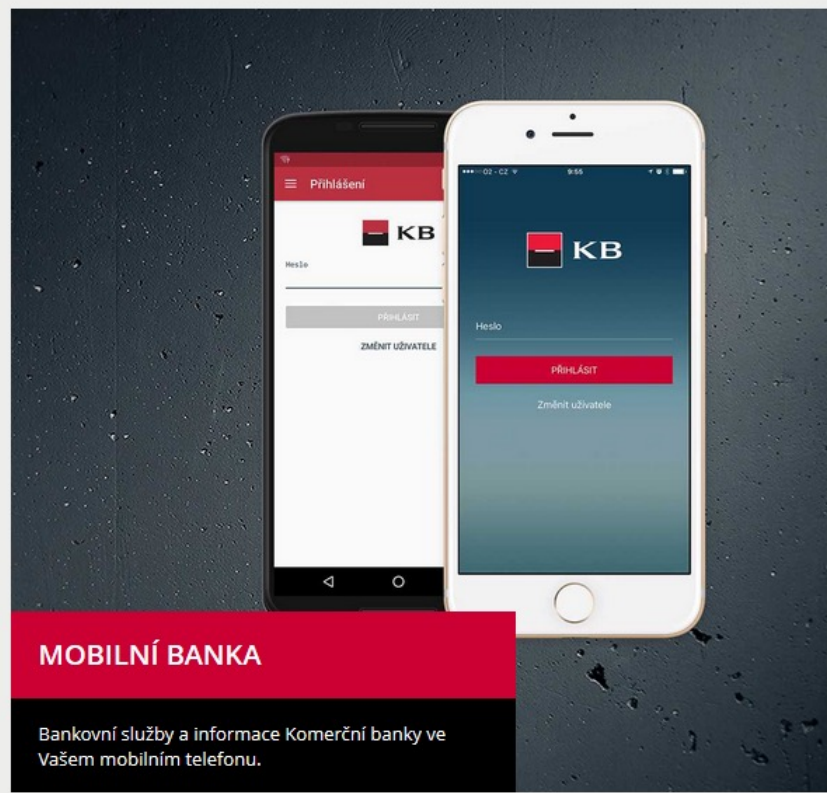 Přihlášení
KB
Heslo
PŘIHLÁSIT
ZMĚNIT UŽIVATELE
O2 - CZ
9:55
KB
Heslo
PŘIHLÁSIT
Změnit uživatele
MOBILNÍ BANKA
Bankovní služby a informace Komerční banky ve
Vašem mobilním telefonu.